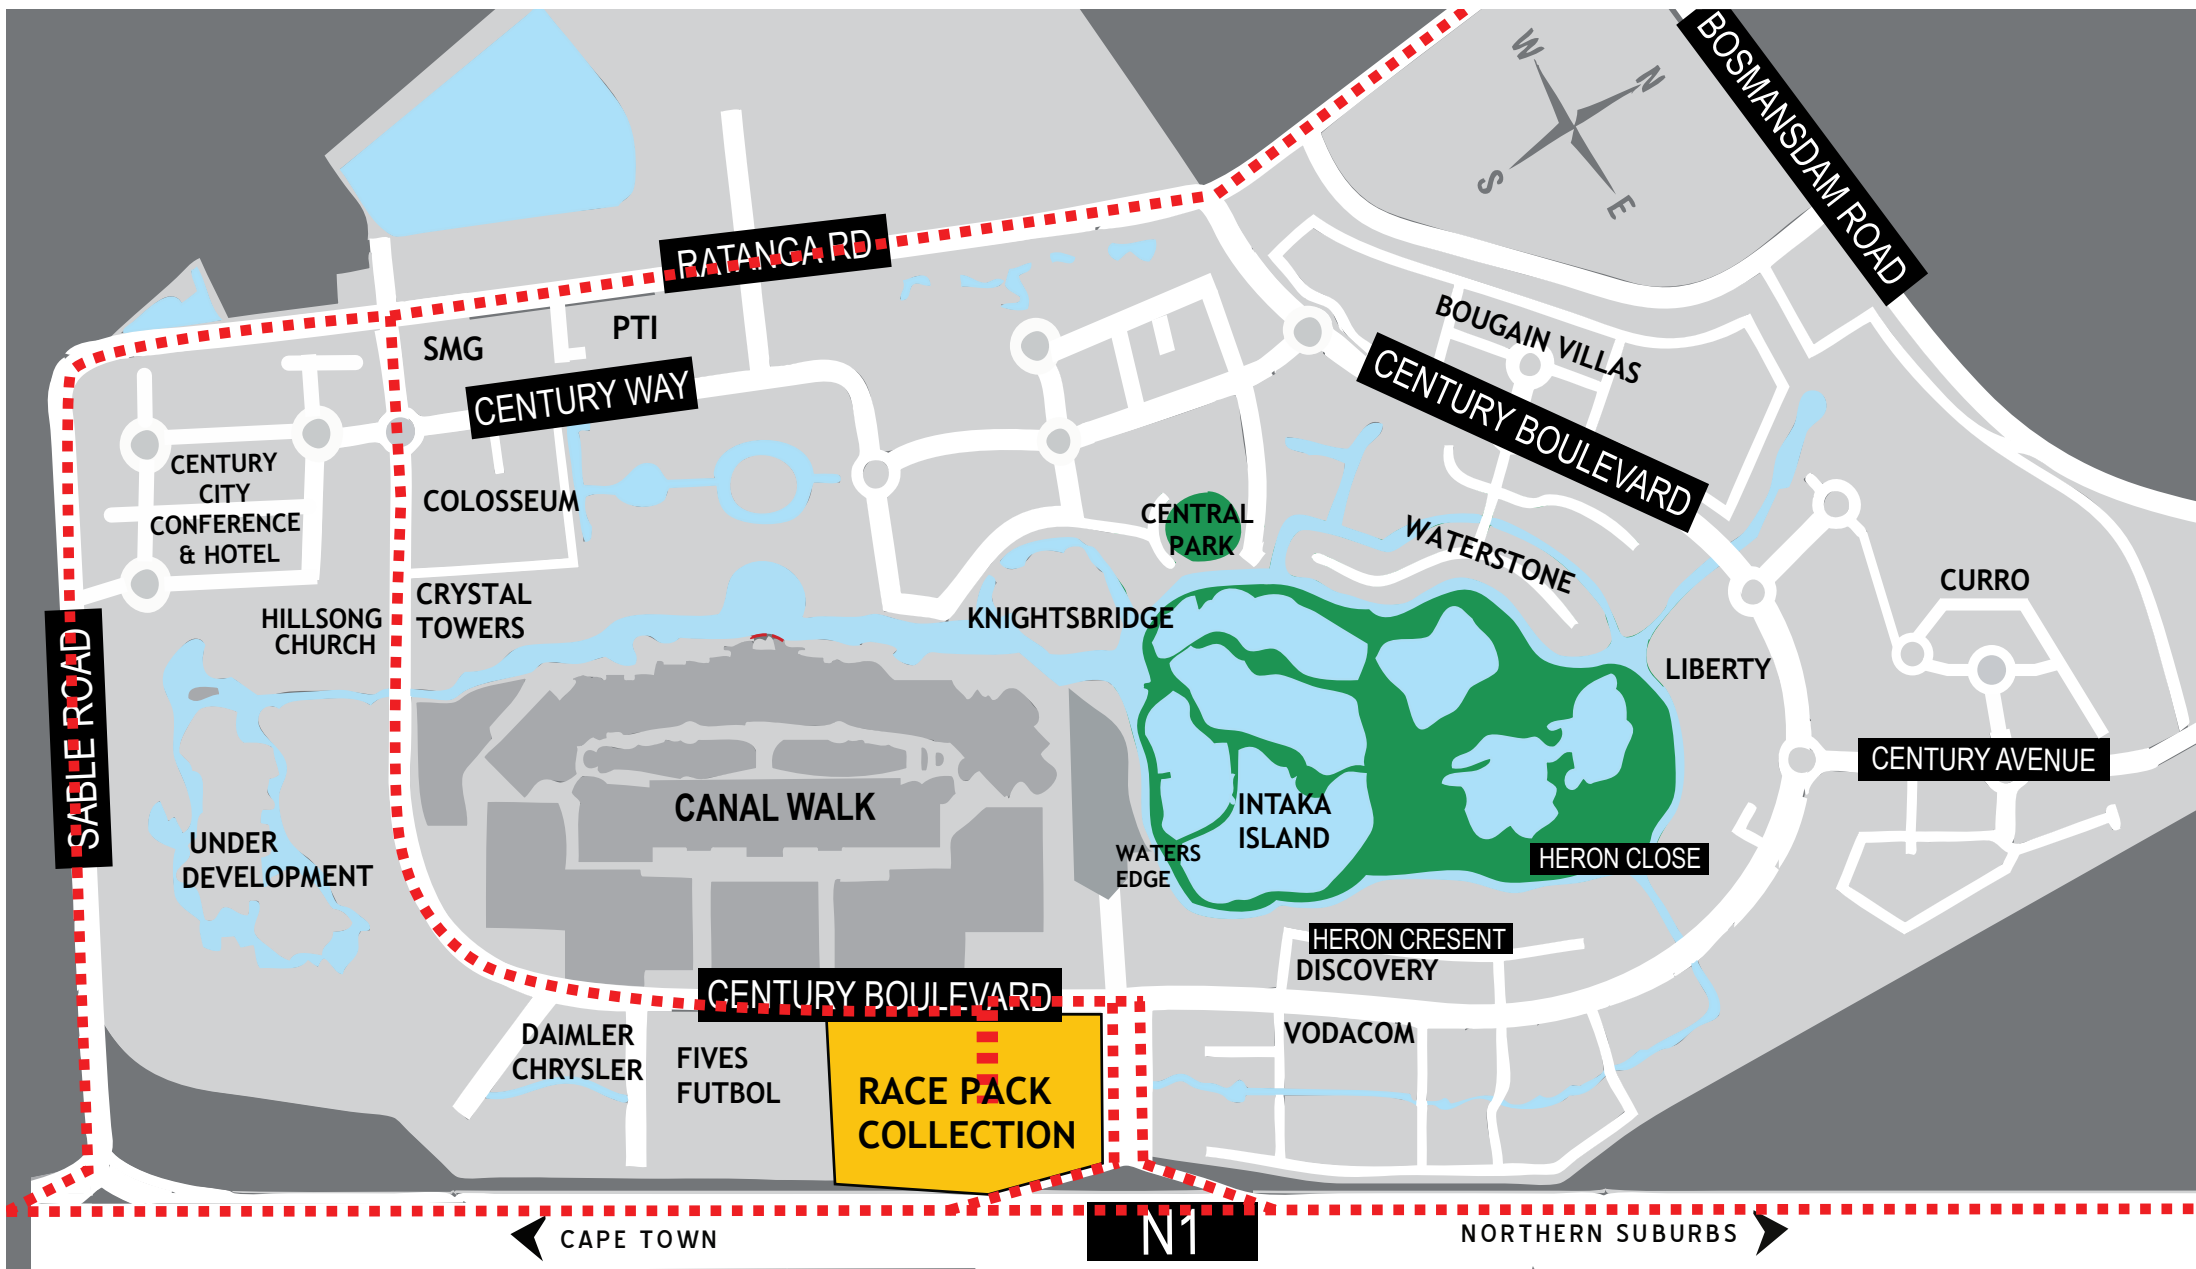 BOSMANSDAM ROAD
W
N
S
E
RATANGA RD
SMG
PTI
CENTURY WAY
BOUGAIN VILLAS
CENTURY BOULEVARD
CENTURY
CITY
CONFERENCE
& HOTEL
COLOSSEUM
CENTRAL
PARK
WATERSTONE
CURRO
CRYSTAL
TOWERS
HILLSONG
CHURCH
KNIGHTSBRIDGE
LIBERTY
SABLE ROAD
CENTURY AVENUE
CANAL WALK
INTAKA
ISLAND
UNDER
DEVELOPMENT
WATERS
EDGE
HERON CLOSE
HERON CRESENT
DISCOVERY
CENTURY BOULEVARD
DAIMLER
CHRYSLER
FIVES
FUTBOL
VODACOM
RACE PACK
COLLECTION
N1
CAPE TOWN
NORTHERN SUBURBS